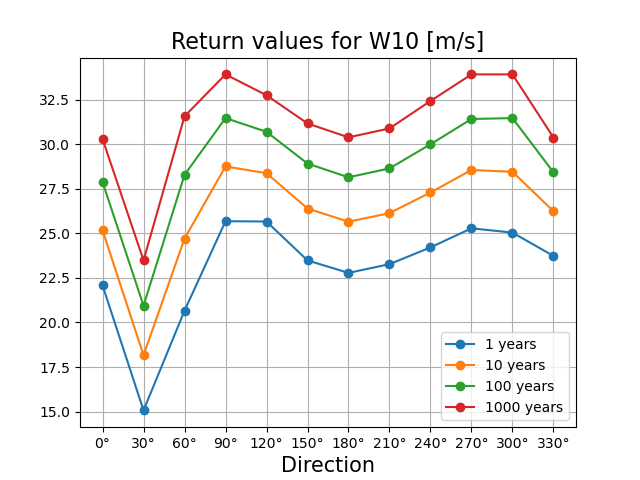 Return values for W10 [m/s]
32.5
30.0
27.5
25.0
22.5
20.0
17.5
15.0
0° 30° 60° 90° 120° 150° 180° 210° 240° 270° 300° 330°
Direction
1 years
10 years
100 years
1000 years